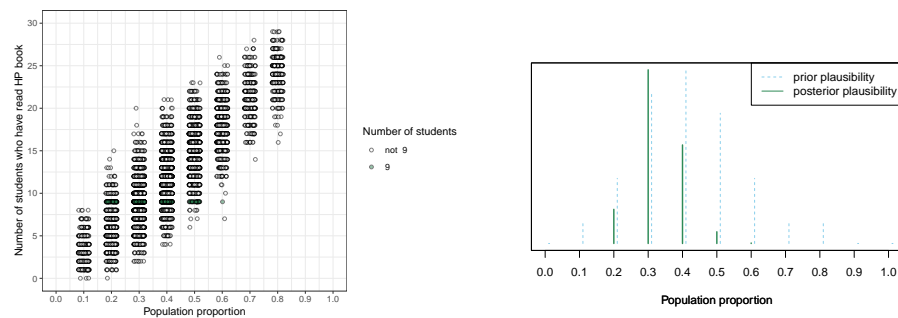 Number of students who have read HP book
30
25
20
15
10
5
0
0.0 0.1 0.2 0.3 0.4 0.5 0.6 0.7 0.8 0.9 1.0
Population proportion
Number of students
not 9
9
prior plausibility
posterior plausibility
0.0 0.1 0.2 0.3 0.4 0.5 0.6 0.7 0.8 0.9 1.0
Population proportion